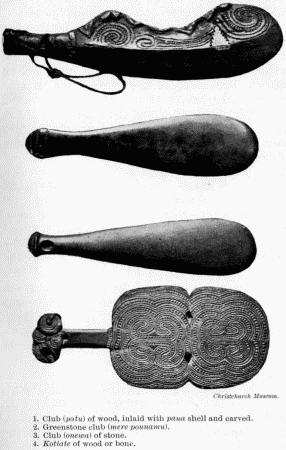 Christchurch Museum.
1. Club (patu) of wood, inlaid with paua shell and carved.
2. Greenstone club (mere pounamu).
3. Club (onewa) of stone.
4. Kotiate of wood or bone.